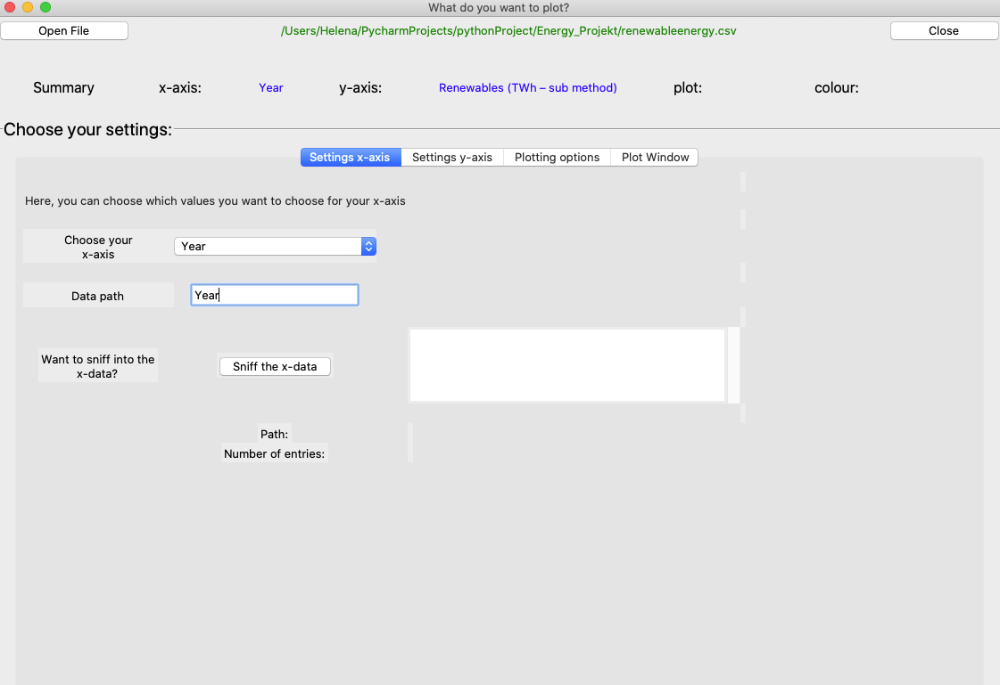 What do you want to plot?
Open File
/Users/Helena/PycharmProjects/pythonProject/Energy_Projekt/renewableenergy.csv
Close
Summary
x-axis:
Year
y-axis:
Renewables (TWh – sub method)
plot:
colour:
Choose your settings:
Settings x-axis
Settings y-axis
Plotting options
Plot Window
Here, you can choose which values you want to choose for your x-axis
Choose your
x-axis
Year
Data path
Year
Want to sniff into the
x-data?
Sniff the x-data
Path:
Number of entries: